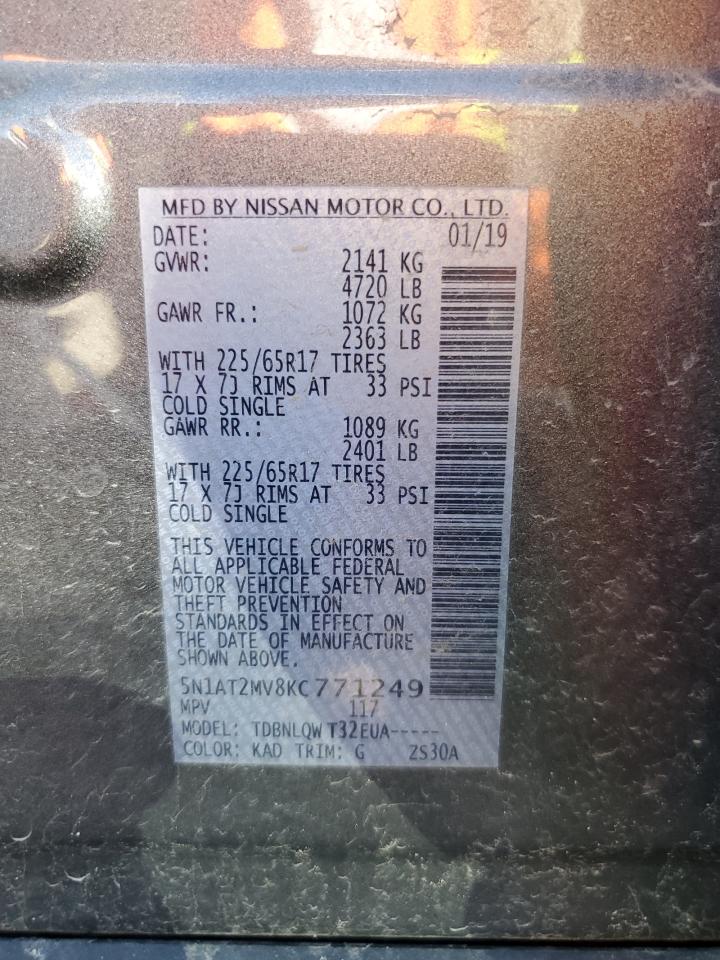 MFD BY NISSAN MOTOR CO., LTD.
DATE: 01/19
GVWR: 2141 KG
4720 LB
GAWR FR.: 1072 KG
2363 LB
WITH 225/65R17 TIRES
17 X 7J RIMS AT 33 PSI
COLD SINGLE
GAWR RR.: 1089 KG
2401 LB
WITH 225/65R17 TIRES
17 X 7J RIMS AT 33 PSI
COLD SINGLE
THIS VEHICLE CONFORMS TO
ALL APPLICABLE FEDERAL
MOTOR VEHICLE SAFETY AND
THEFT PREVENTION
STANDARDS IN EFFECT ON
THE DATE OF MANUFACTURE
SHOWN ABOVE.
5N1AT2MV8KC771249
MPV 117
MODEL: TDBNLQW T32EUA-----
COLOR: KAD TRIM: G 2S30A